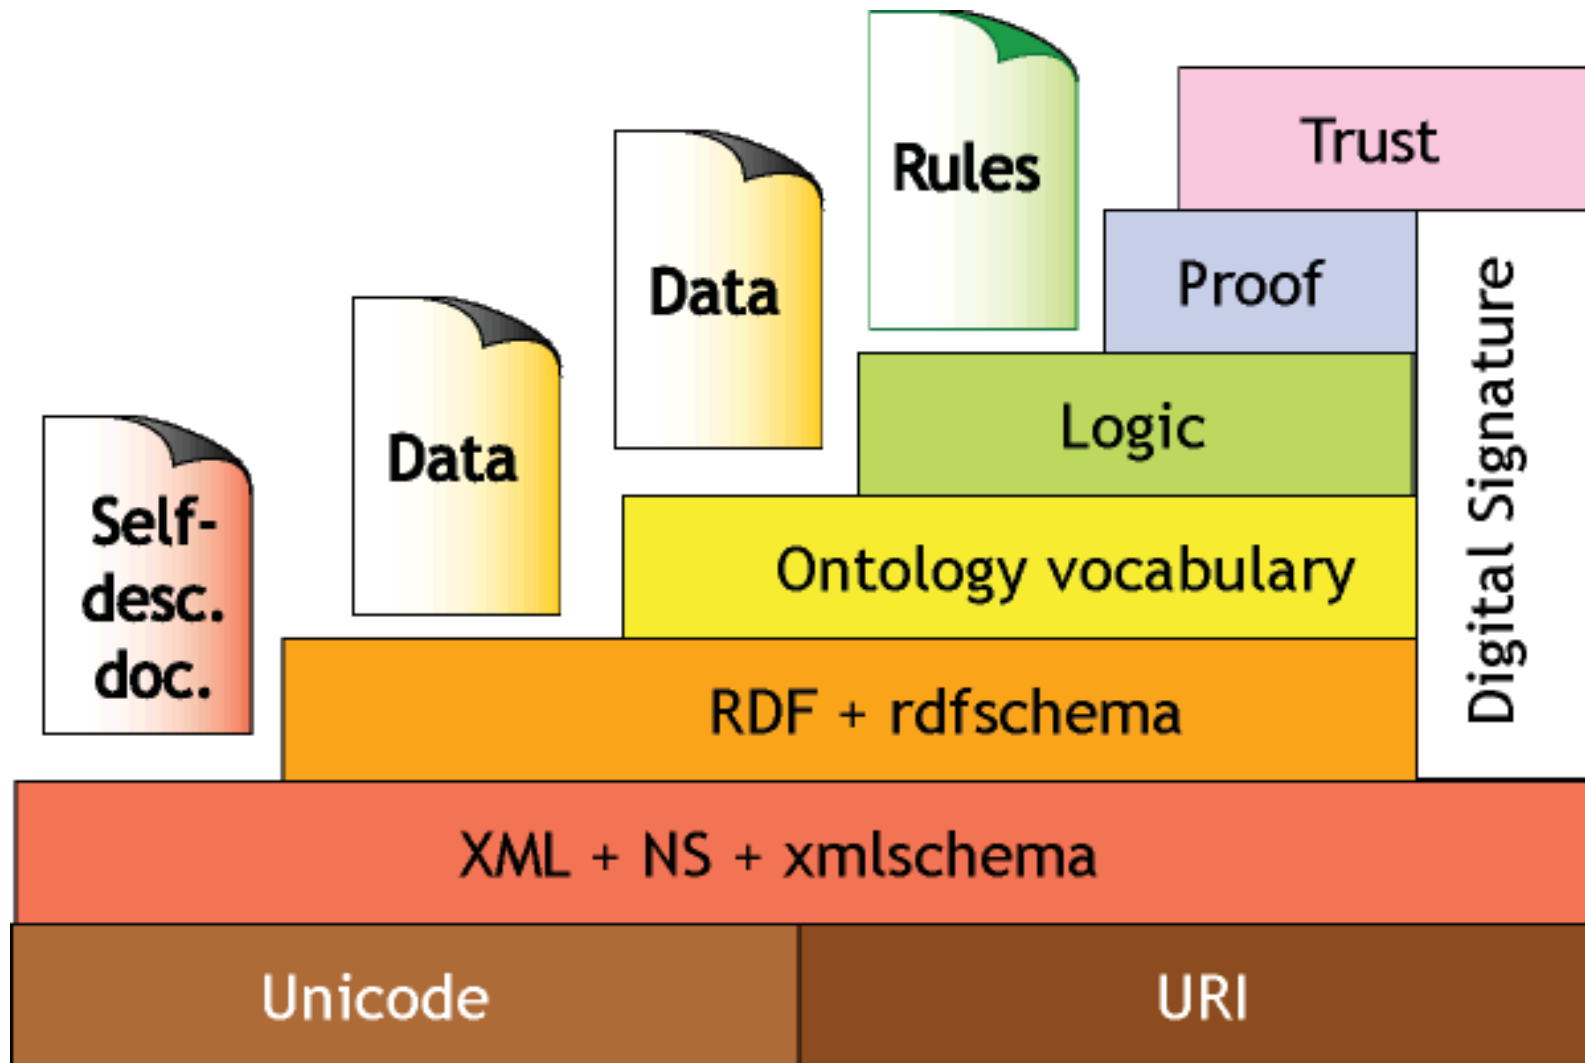 Rules
Trust
Data
Proof
Data
Logic
Digital Signature
Self-
desc.
doc.
Ontology vocabulary
RDF + rdfschema
XML + NS + xmlschema
Unicode
URI